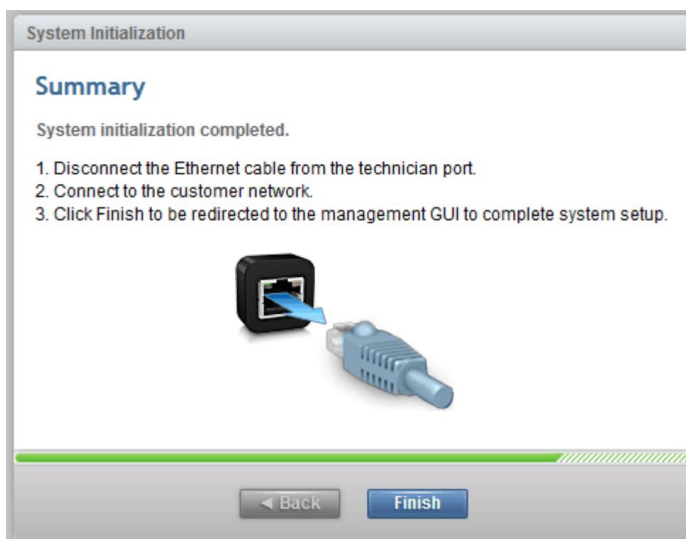 System Initialization
Summary
System initialization completed.
1. Disconnect the Ethernet cable from the technician port.
2. Connect to the customer network.
3. Click Finish to be redirected to the management GUI to complete system setup.
◄ Back
Finish